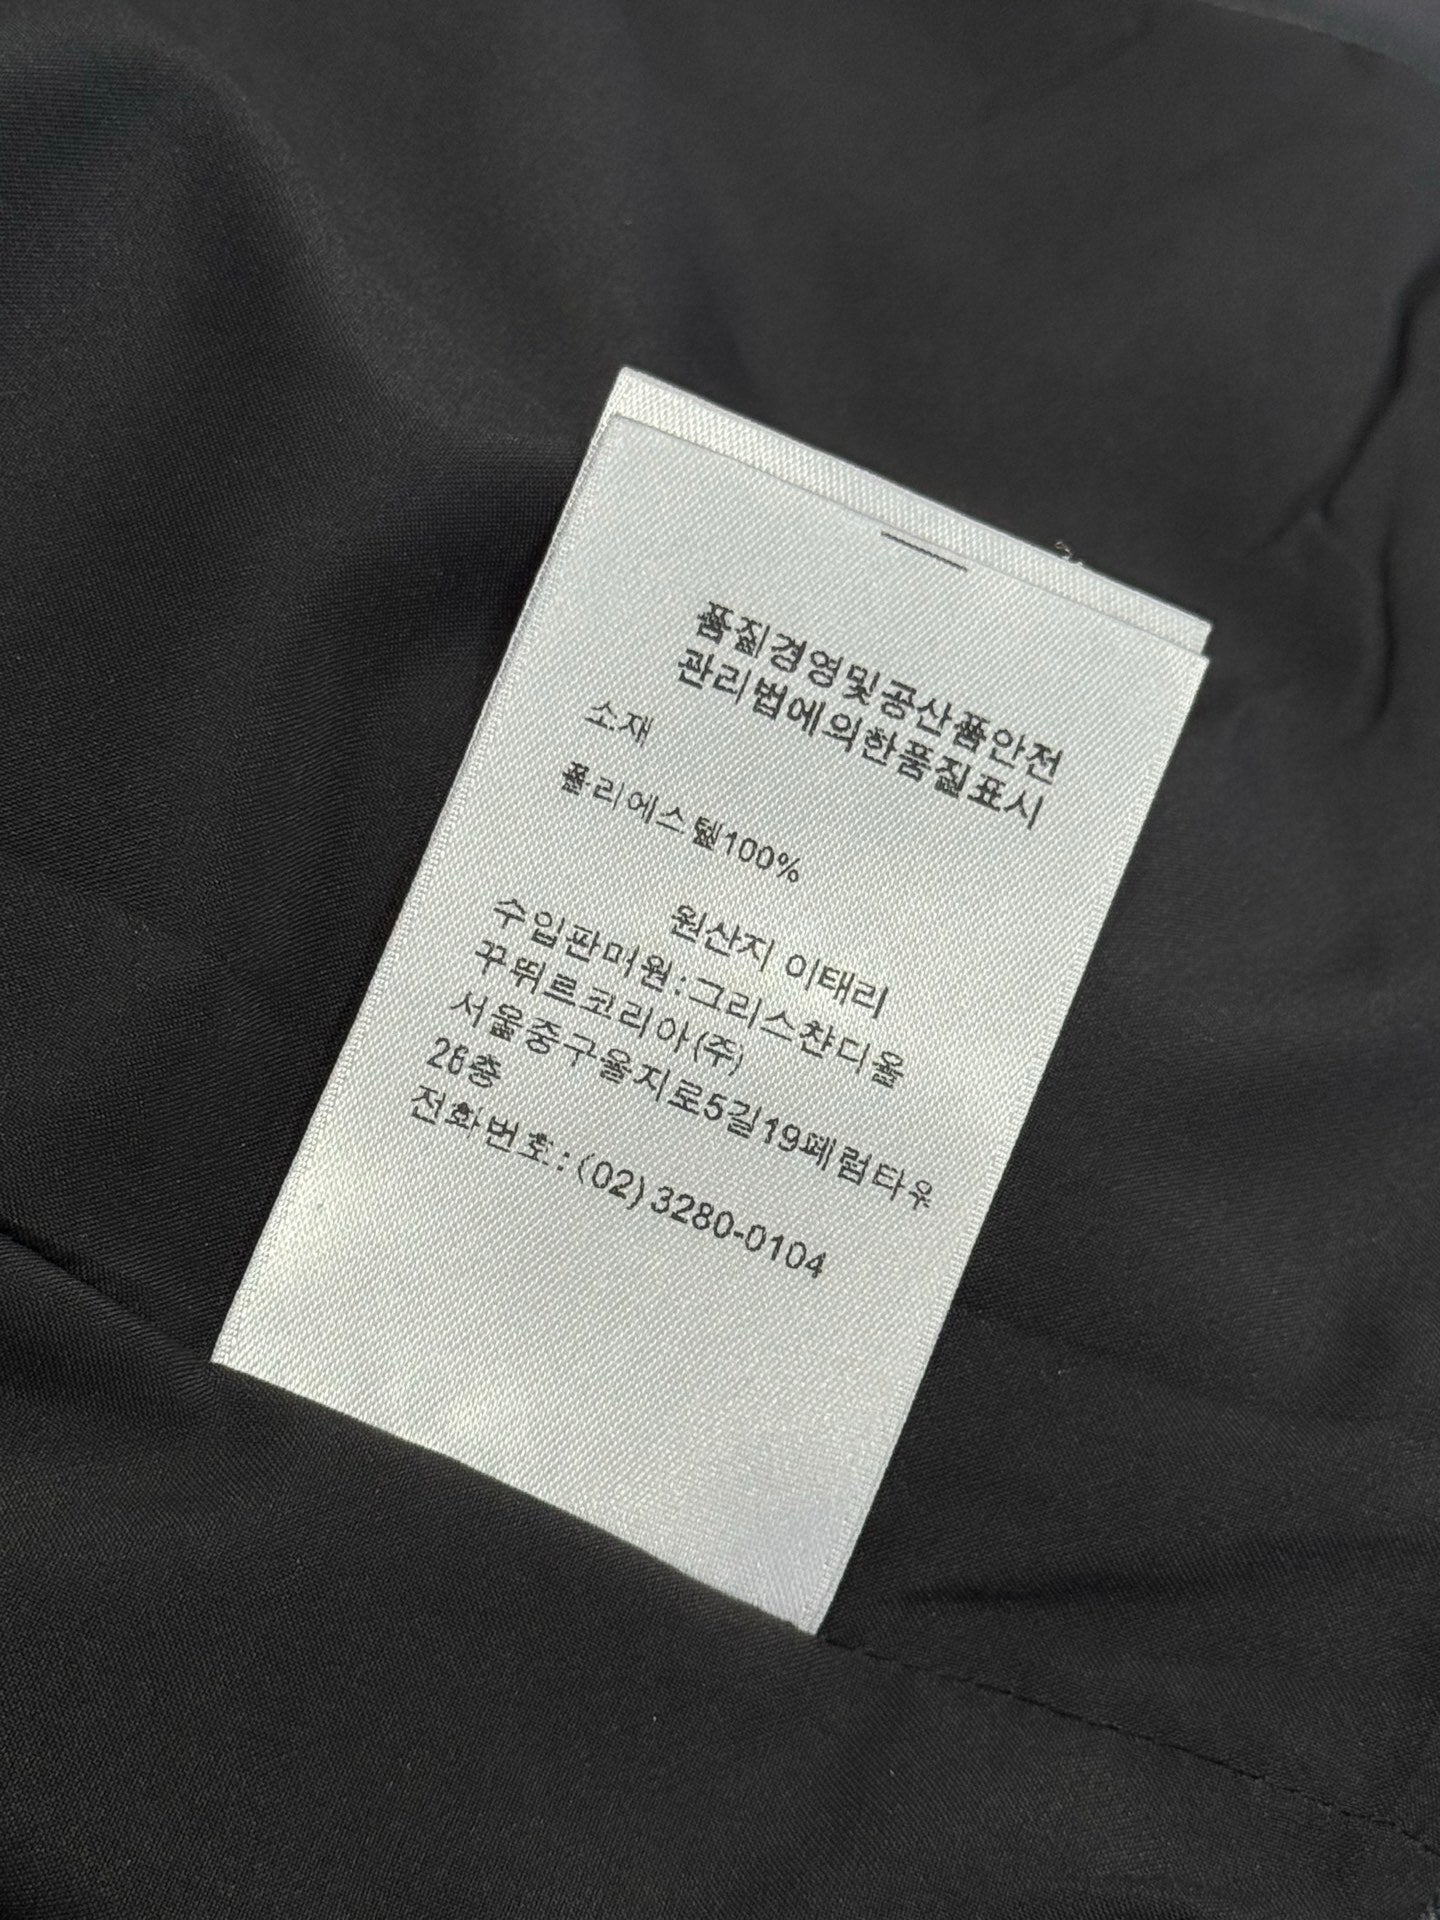 품질경영및공산품안전
관리법에의한품질표시
소재
폴리에스텔100%
원산지 이태리
수입판머원:그리스챤디올
꾸뛰르코리아(주)
서울중구을지로5길19페럼타우
26층
전화번호:(02)3280-0104